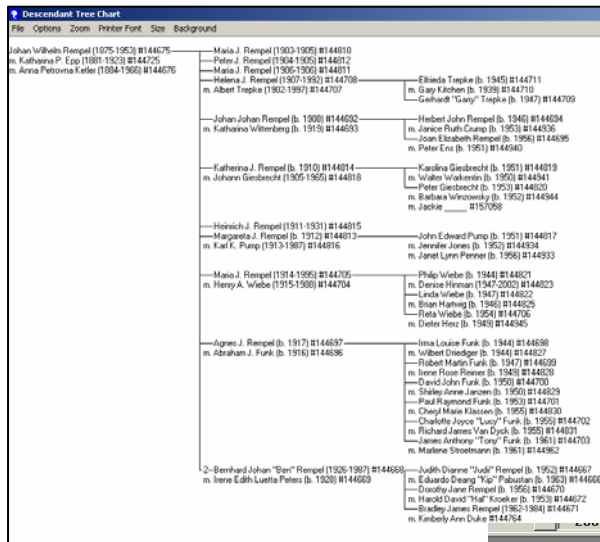 Descendant Tree Chart
File Options Zoom Printer Font Size Background
Johan Wilhelm Rempel (1875-1953) #144675
m. Katharina P. Epp (1881-1923) #144725
m. Anna Petrovna Ketler (1884-1966) #144676
Maria J. Rempel (1903-1905) #144810
Peter J. Rempel (1904-1905) #144812
Maria J. Rempel (1906-1906) #144811
Helena J. Rempel (1907-1992) #144708
m. Albert Trepke (1902-1997) #144707
Elfrieda Trepke (b. 1945) #144711
m. Gary Kitchen (b. 1939) #144710
Gerhardt "Gary" Trepke (b. 1947) #144709
Johan Johan Rempel (b. 1908) #144692
m. Katharina Wittenberg (b. 1919) #144693
Herbert John Rempel (b. 1946) #144694
m. Janice Ruth Crump (b. 1953) #144936
Joan Elizabeth Rempel (b. 1956) #144695
m. Peter Ens (b. 1951) #144940
Katherina J. Rempel (b. 1910) #144814
m. Johann Giesbrecht (1905-1965) #144818
Karolina Giesbrecht (b. 1951) #144819
m. Walter Warkentin (b. 1950) #144941
Peter Giesbrecht (b. 1953) #144820
m. Barbara Winzowsky (b. 1952) #144944
m. Jackie _____ #157058
Heinrich J. Rempel (1911-1931) #144815
Margareta J. Rempel (b. 1912) #144813
m. Karl K. Pump (1913-1987) #144816
John Edward Pump (b. 1951) #144817
m. Jennifer Jones (b. 1952) #144934
m. Janet Lynn Penner (b. 1956) #144933
Maria J. Rempel (1914-1995) #144705
m. Henry A. Wiebe (1915-1988) #144704
Philip Wiebe (b. 1944) #144821
m. Denise Hinman (1947-2002) #144823
Linda Wiebe (b. 1947) #144822
m. Brian Hartwig (b. 1946) #144825
Reta Wiebe (b. 1954) #144706
m. Dieter Herz (b. 1949) #144945
Agnes J. Rempel (b. 1917) #144697
m. Abraham J. Funk (b. 1916) #144696
Irma Louise Funk (b. 1944) #144698
m. Wilbert Driediger (b. 1944) #144827
Robert Martin Funk (b. 1947) #144699
m. Irene Rose Reimer (b. 1949) #144828
David John Funk (b. 1950) #144700
m. Shirley Anne Janzen (b. 1950) #144829
Paul Raymond Funk (b. 1953) #144701
m. Cheryl Marie Klassen (b. 1955) #144830
Charlotte Joyce "Lucy" Funk (b. 1955) #144702
m. Richard James Van Dyck (b. 1955) #144831
James Anthony "Tony" Funk (b. 1961) #144703
m. Marlene Stroetmann (b. 1961) #144962
2-Bernhard Johan "Ben" Rempel (1926-1987) #144668
m. Irene Edith Luetta Peters (b. 1928) #144669
Judith Dianne "Judi" Rempel (b. 1952) #144667
m. Eduardo Deang "Kip" Pabustan (b. 1963) #144666
Dorothy Jane Rempel (b. 1956) #144670
m. Harold David "Hal" Kroeker (b. 1953) #144672
Bradley James Rempel (1962-1984) #144671
m. Kimberly Ann Duke #144764